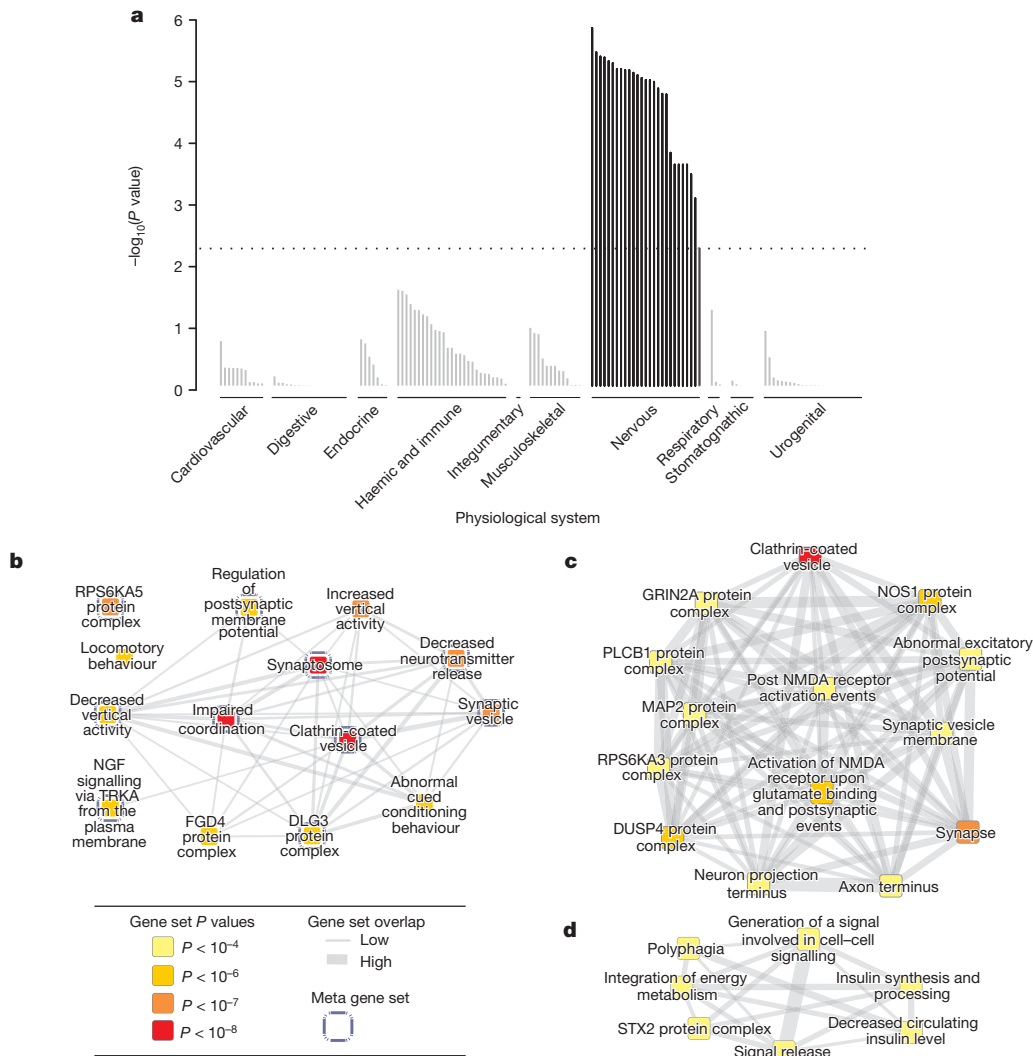 a
6
5
4
3
2
1
0
−log10(P value)
Cardiovascular
Digestive
Endocrine
Haemic and immune
Integumentary
Musculoskeletal
Nervous
Respiratory
Stomatognathic
Urogenital
Physiological system
b
RPS6KA5
protein
complex
Regulation
of
postsynaptic
membrane
potential
Increased
vertical
activity
Locomotory
behaviour
Synaptosome
Decreased
neurotransmitter
release
Decreased
vertical
activity
Impaired
coordination
Clathrin-coated
vesicle
Synaptic
vesicle
NGF
signalling
via TRKA
from the
plasma
membrane
FGD4
protein
complex
DLG3
protein
complex
Abnormal
cued
conditioning
behaviour
Gene set P values
P < 10−4
P < 10−6
P < 10−7
P < 10−8
Gene set overlap
Low
High
Meta gene set
c
Clathrin-coated
vesicle
GRIN2A protein
complex
NOS1 protein
complex
PLCB1 protein
complex
Abnormal excitatory
postsynaptic
potential
Post NMDA receptor
activation events
MAP2 protein
complex
Synaptic vesicle
membrane
RPS6KA3 protein
complex
Activation of NMDA
receptor upon
glutamate binding
and postsynaptic
events
DUSP4 protein
complex
Synapse
Neuron projection
terminus
Axon terminus
d
Generation of a signal
involved in cell–cell
signalling
Polyphagia
Integration of energy
metabolism
Insulin synthesis and
processing
STX2 protein complex
Decreased circulating
insulin level
Signal release